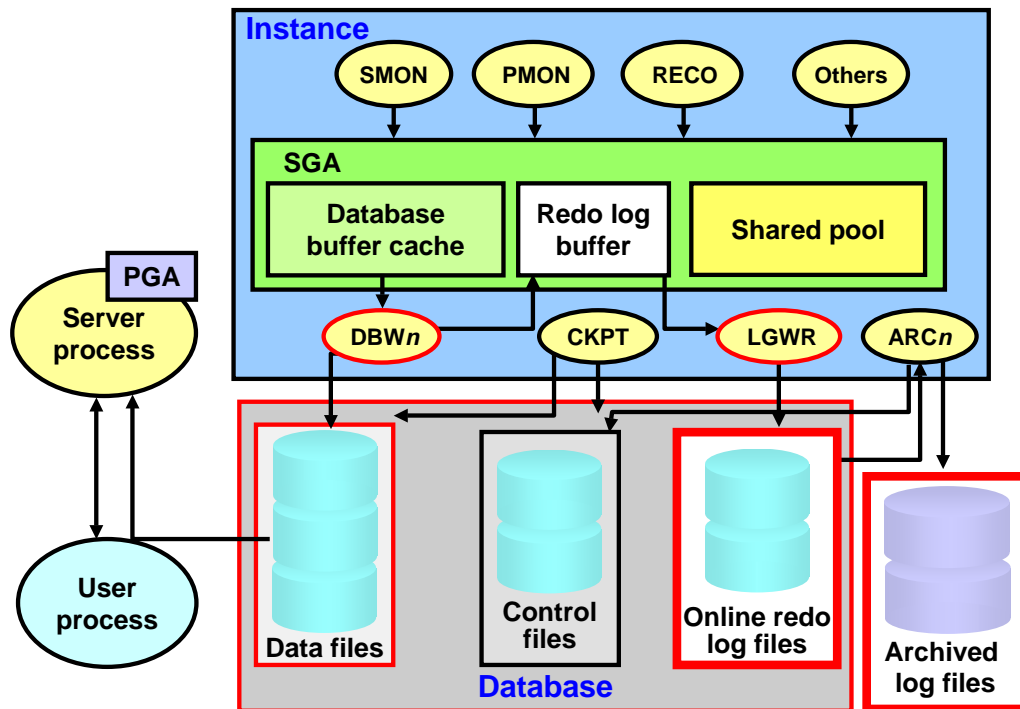 Instance
SMON
PMON
RECO
Others
SGA
Database
buffer cache
Redo log
buffer
Shared pool
PGA
Server
process
DBWn
CKPT
LGWR
ARCn
User
process
Data files
Control
files
Online redo
log files
Archived
log files
Database